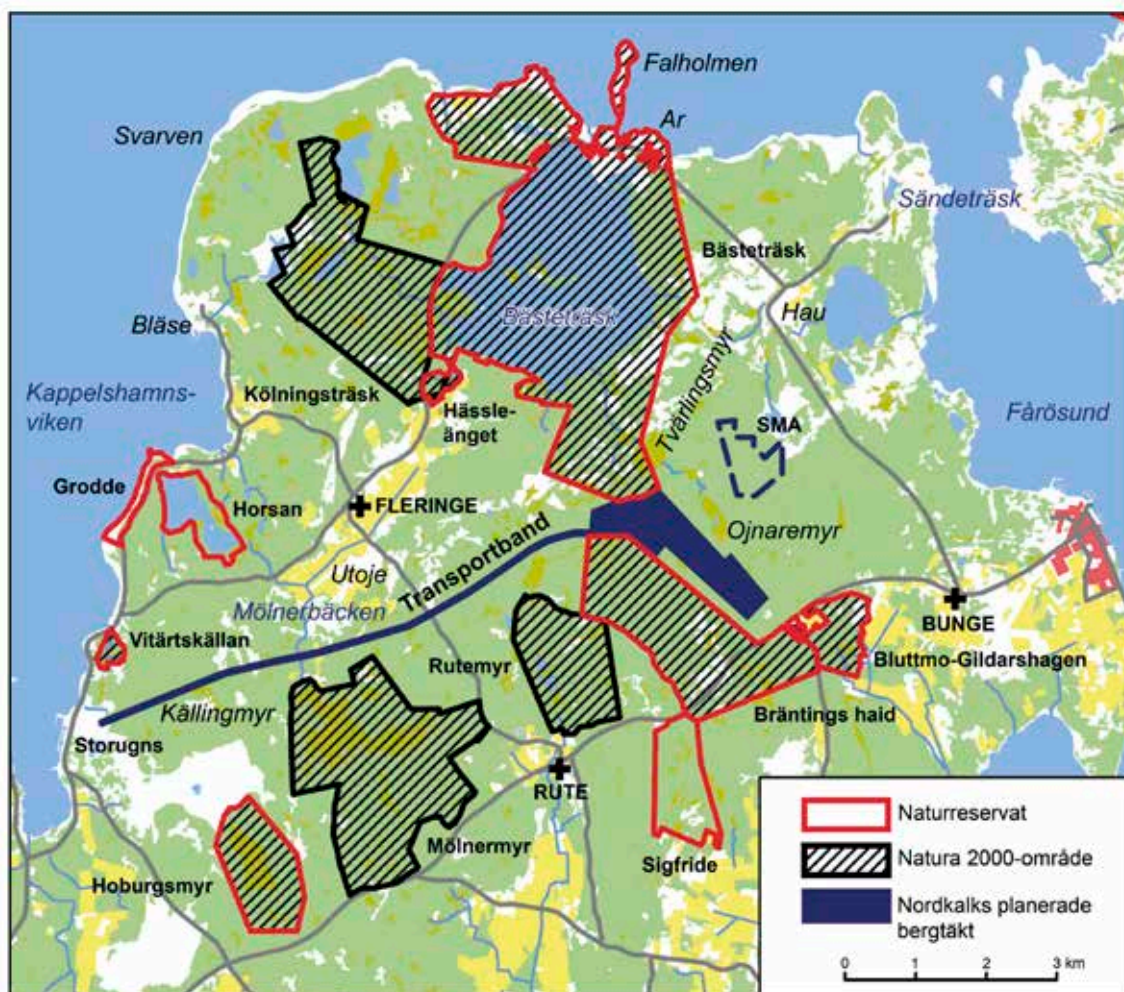 Falholmen
Ar
Svarven
Sändeträsk
Bästeträsk
Bästeträsk
Hau
Bläse
Tvärlingsmyr
Kappelshamns-
viken
Kölningsträsk
Hässle-
änget
SMA
Fårösund
Grodde
Horsan
FLERINGE
Ojnaremyr
Transportband
Utoje
Mölnerbäcken
BUNGE
Vitärtskällan
Rutemyr
Bluttmo-Gildarshagen
Källingmyr
Bräntings haid
Storugns
RUTE
Mölnermyr
Sigfride
Hoburgsmyr
Naturreservat
Natura 2000-område
Nordkalks planerade
bergtäkt
0 1 2 3 km